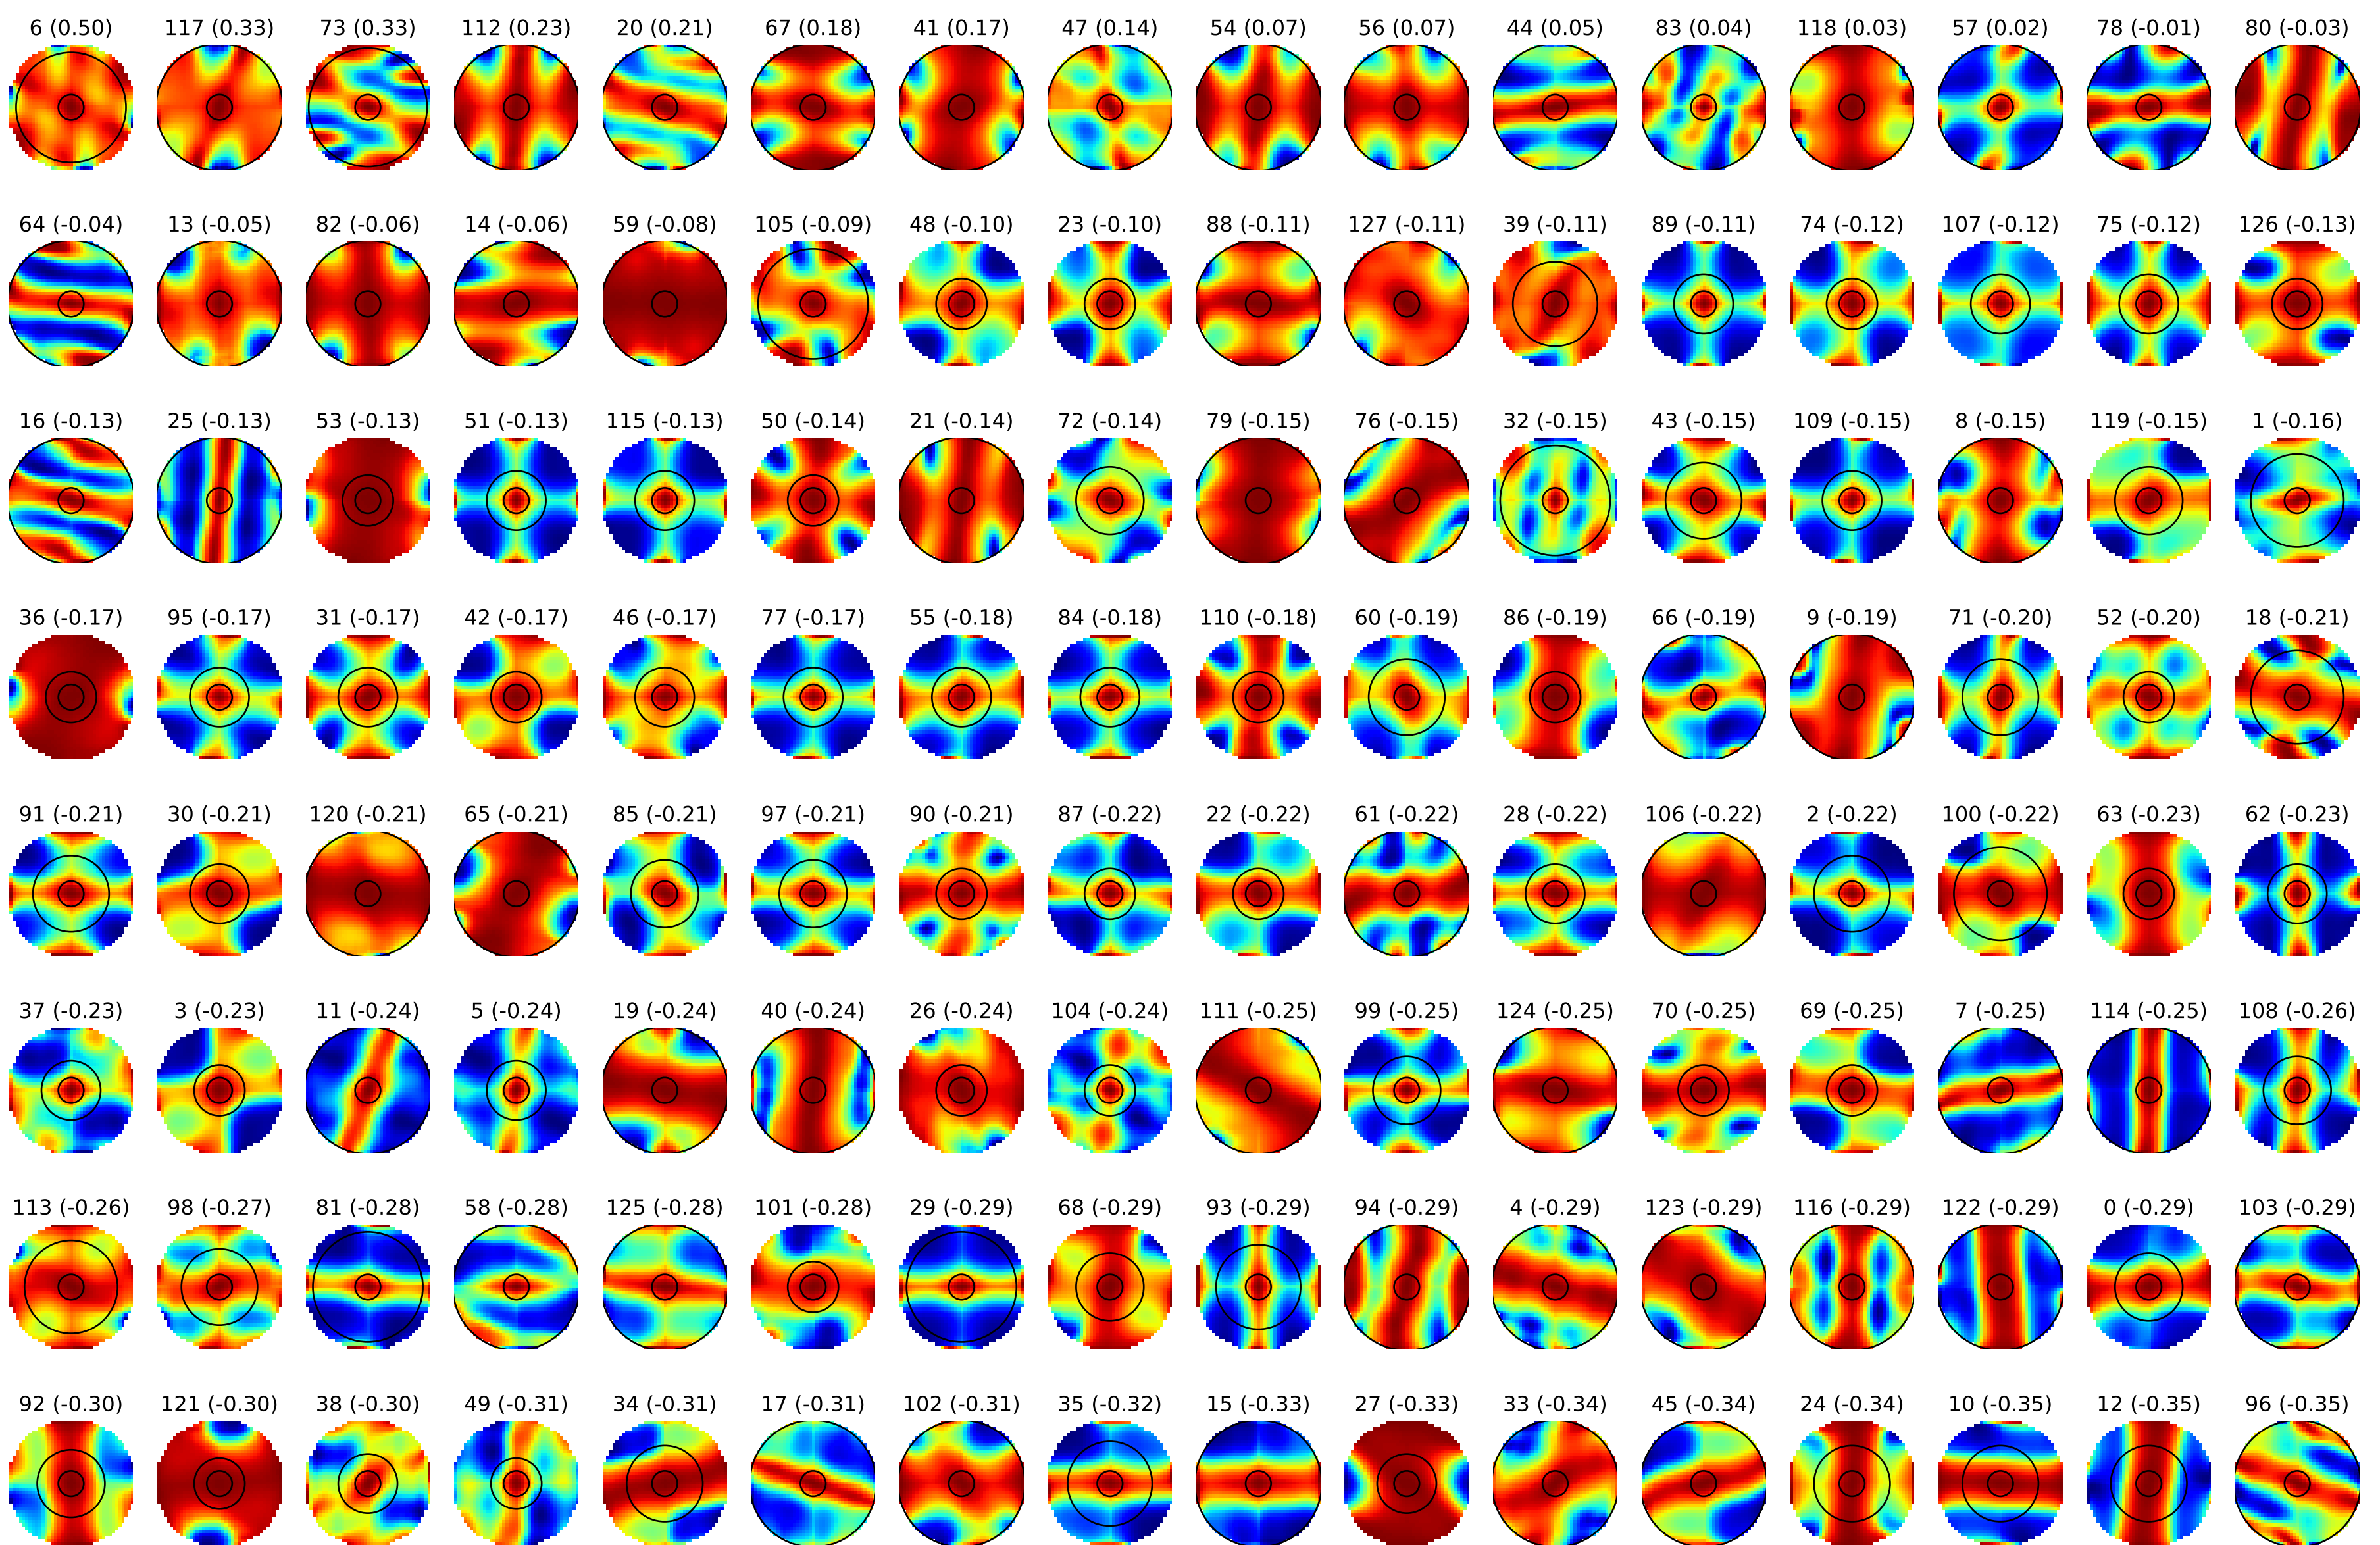 6 (0.50) 117 (0.33) 73 (0.33) 112 (0.23) 20 (0.21) 67 (0.18) 41 (0.17) 47 (0.14) 54 (0.07) 56 (0.07) 44 (0.05) 83 (0.04) 118 (0.03) 57 (0.02) 78 (-0.01) 80 (-0.03)
64 (-0.04) 13 (-0.05) 82 (-0.06) 14 (-0.06) 59 (-0.08) 105 (-0.09) 48 (-0.10) 23 (-0.10) 88 (-0.11) 127 (-0.11) 39 (-0.11) 89 (-0.11) 74 (-0.12) 107 (-0.12) 75 (-0.12) 126 (-0.13)
16 (-0.13) 25 (-0.13) 53 (-0.13) 51 (-0.13) 115 (-0.13) 50 (-0.14) 21 (-0.14) 72 (-0.14) 79 (-0.15) 76 (-0.15) 32 (-0.15) 43 (-0.15) 109 (-0.15) 8 (-0.15) 119 (-0.15) 1 (-0.16)
36 (-0.17) 95 (-0.17) 31 (-0.17) 42 (-0.17) 46 (-0.17) 77 (-0.17) 55 (-0.18) 84 (-0.18) 110 (-0.18) 60 (-0.19) 86 (-0.19) 66 (-0.19) 9 (-0.19) 71 (-0.20) 52 (-0.20) 18 (-0.21)
91 (-0.21) 30 (-0.21) 120 (-0.21) 65 (-0.21) 85 (-0.21) 97 (-0.21) 90 (-0.21) 87 (-0.22) 22 (-0.22) 61 (-0.22) 28 (-0.22) 106 (-0.22) 2 (-0.22) 100 (-0.22) 63 (-0.23) 62 (-0.23)
37 (-0.23) 3 (-0.23) 11 (-0.24) 5 (-0.24) 19 (-0.24) 40 (-0.24) 26 (-0.24) 104 (-0.24) 111 (-0.25) 99 (-0.25) 124 (-0.25) 70 (-0.25) 69 (-0.25) 7 (-0.25) 114 (-0.25) 108 (-0.26)
113 (-0.26) 98 (-0.27) 81 (-0.28) 58 (-0.28) 125 (-0.28) 101 (-0.28) 29 (-0.29) 68 (-0.29) 93 (-0.29) 94 (-0.29) 4 (-0.29) 123 (-0.29) 116 (-0.29) 122 (-0.29) 0 (-0.29) 103 (-0.29)
92 (-0.30) 121 (-0.30) 38 (-0.30) 49 (-0.31) 34 (-0.31) 17 (-0.31) 102 (-0.31) 35 (-0.32) 15 (-0.33) 27 (-0.33) 33 (-0.34) 45 (-0.34) 24 (-0.34) 10 (-0.35) 12 (-0.35) 96 (-0.35)